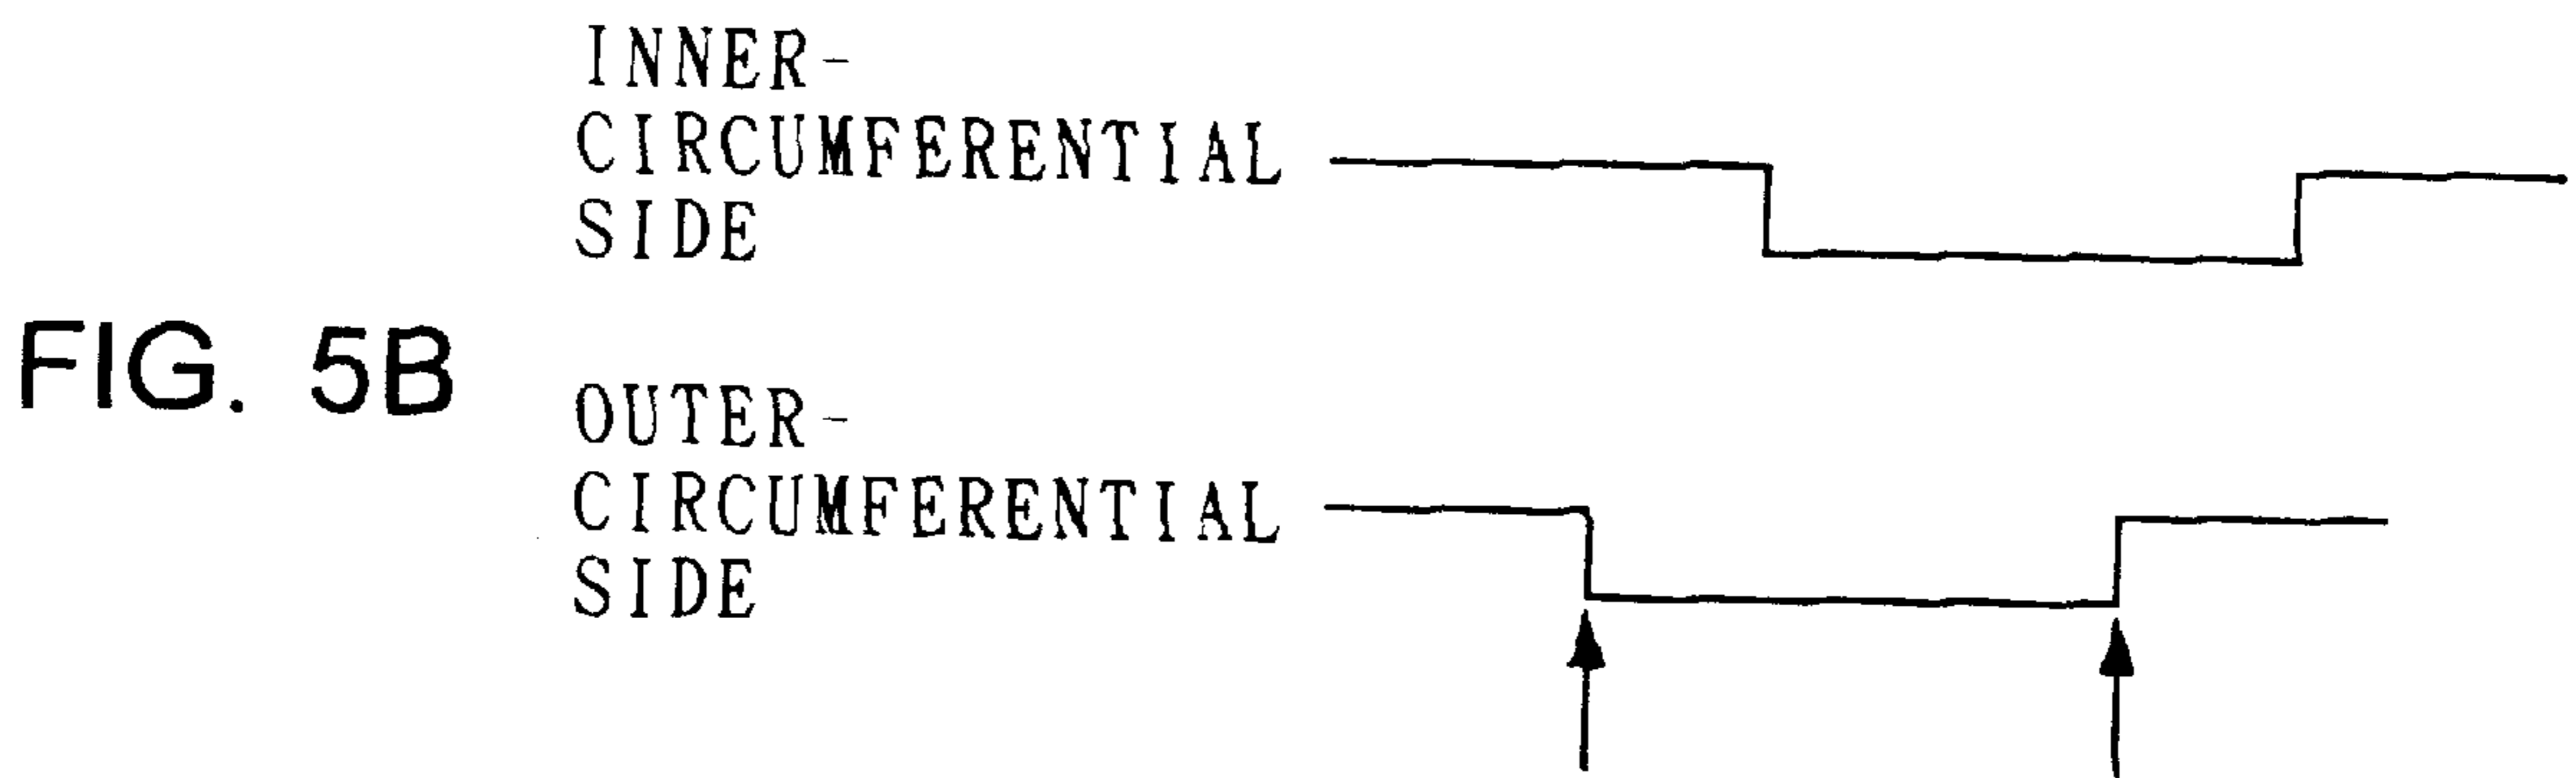 INNER-
CIRCUMFERENTIAL
SIDE
FIG. 5B
OUTER-
CIRCUMFERENTIAL
SIDE